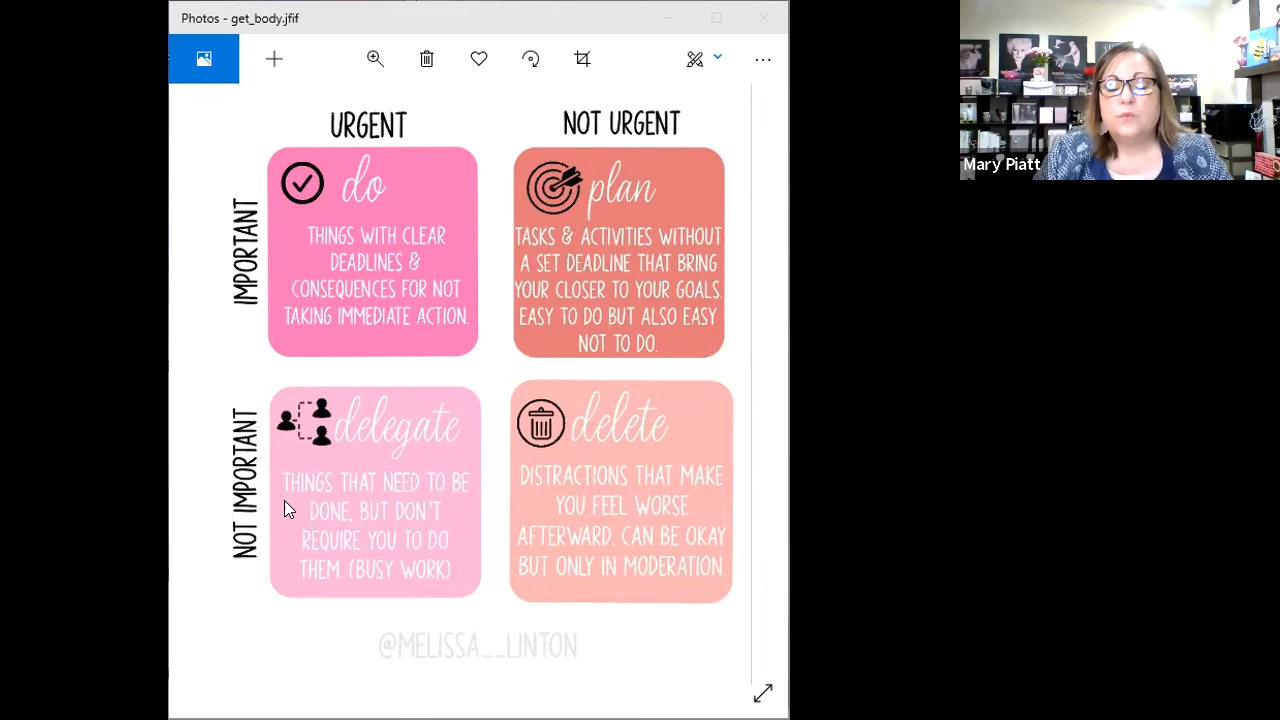 Photos - get_body.jfif
Mary Piatt
URGENT
NOT URGENT
IMPORTANT
do
THINGS WITH CLEAR
DEADLINES &
CONSEQUENCES FOR NOT
TAKING IMMEDIATE ACTION.
plan
TASKS & ACTIVITIES WITHOUT
A SET DEADLINE THAT BRING
YOUR CLOSER TO YOUR GOALS.
EASY TO DO BUT ALSO EASY
NOT TO DO.
NOT IMPORTANT
delegate
THINGS THAT NEED TO BE
DONE, BUT DON'T
REQUIRE YOU TO DO
THEM. (BUSY WORK)
delete
DISTRACTIONS THAT MAKE
YOU FEEL WORSE
AFTERWARD. CAN BE OKAY
BUT ONLY IN MODERATION
@MELISSA__LINTON